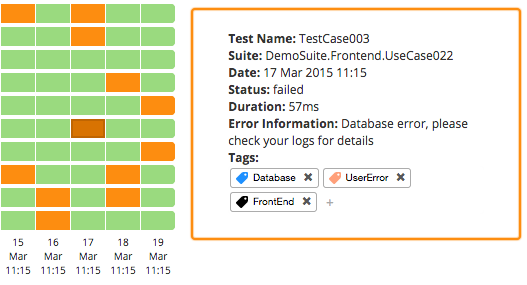 Test Name: TestCase003
Suite: DemoSuite.Frontend.UseCase022
Date: 17 Mar 2015 11:15
Status: failed
Duration: 57ms
Error Information: Database error, please
check your logs for details
Tags:
Database ✖ UserError ✖
FrontEnd ✖ +
15 16 17 18 19
Mar Mar Mar Mar Mar
11:15 11:15 11:15 11:15 11:15